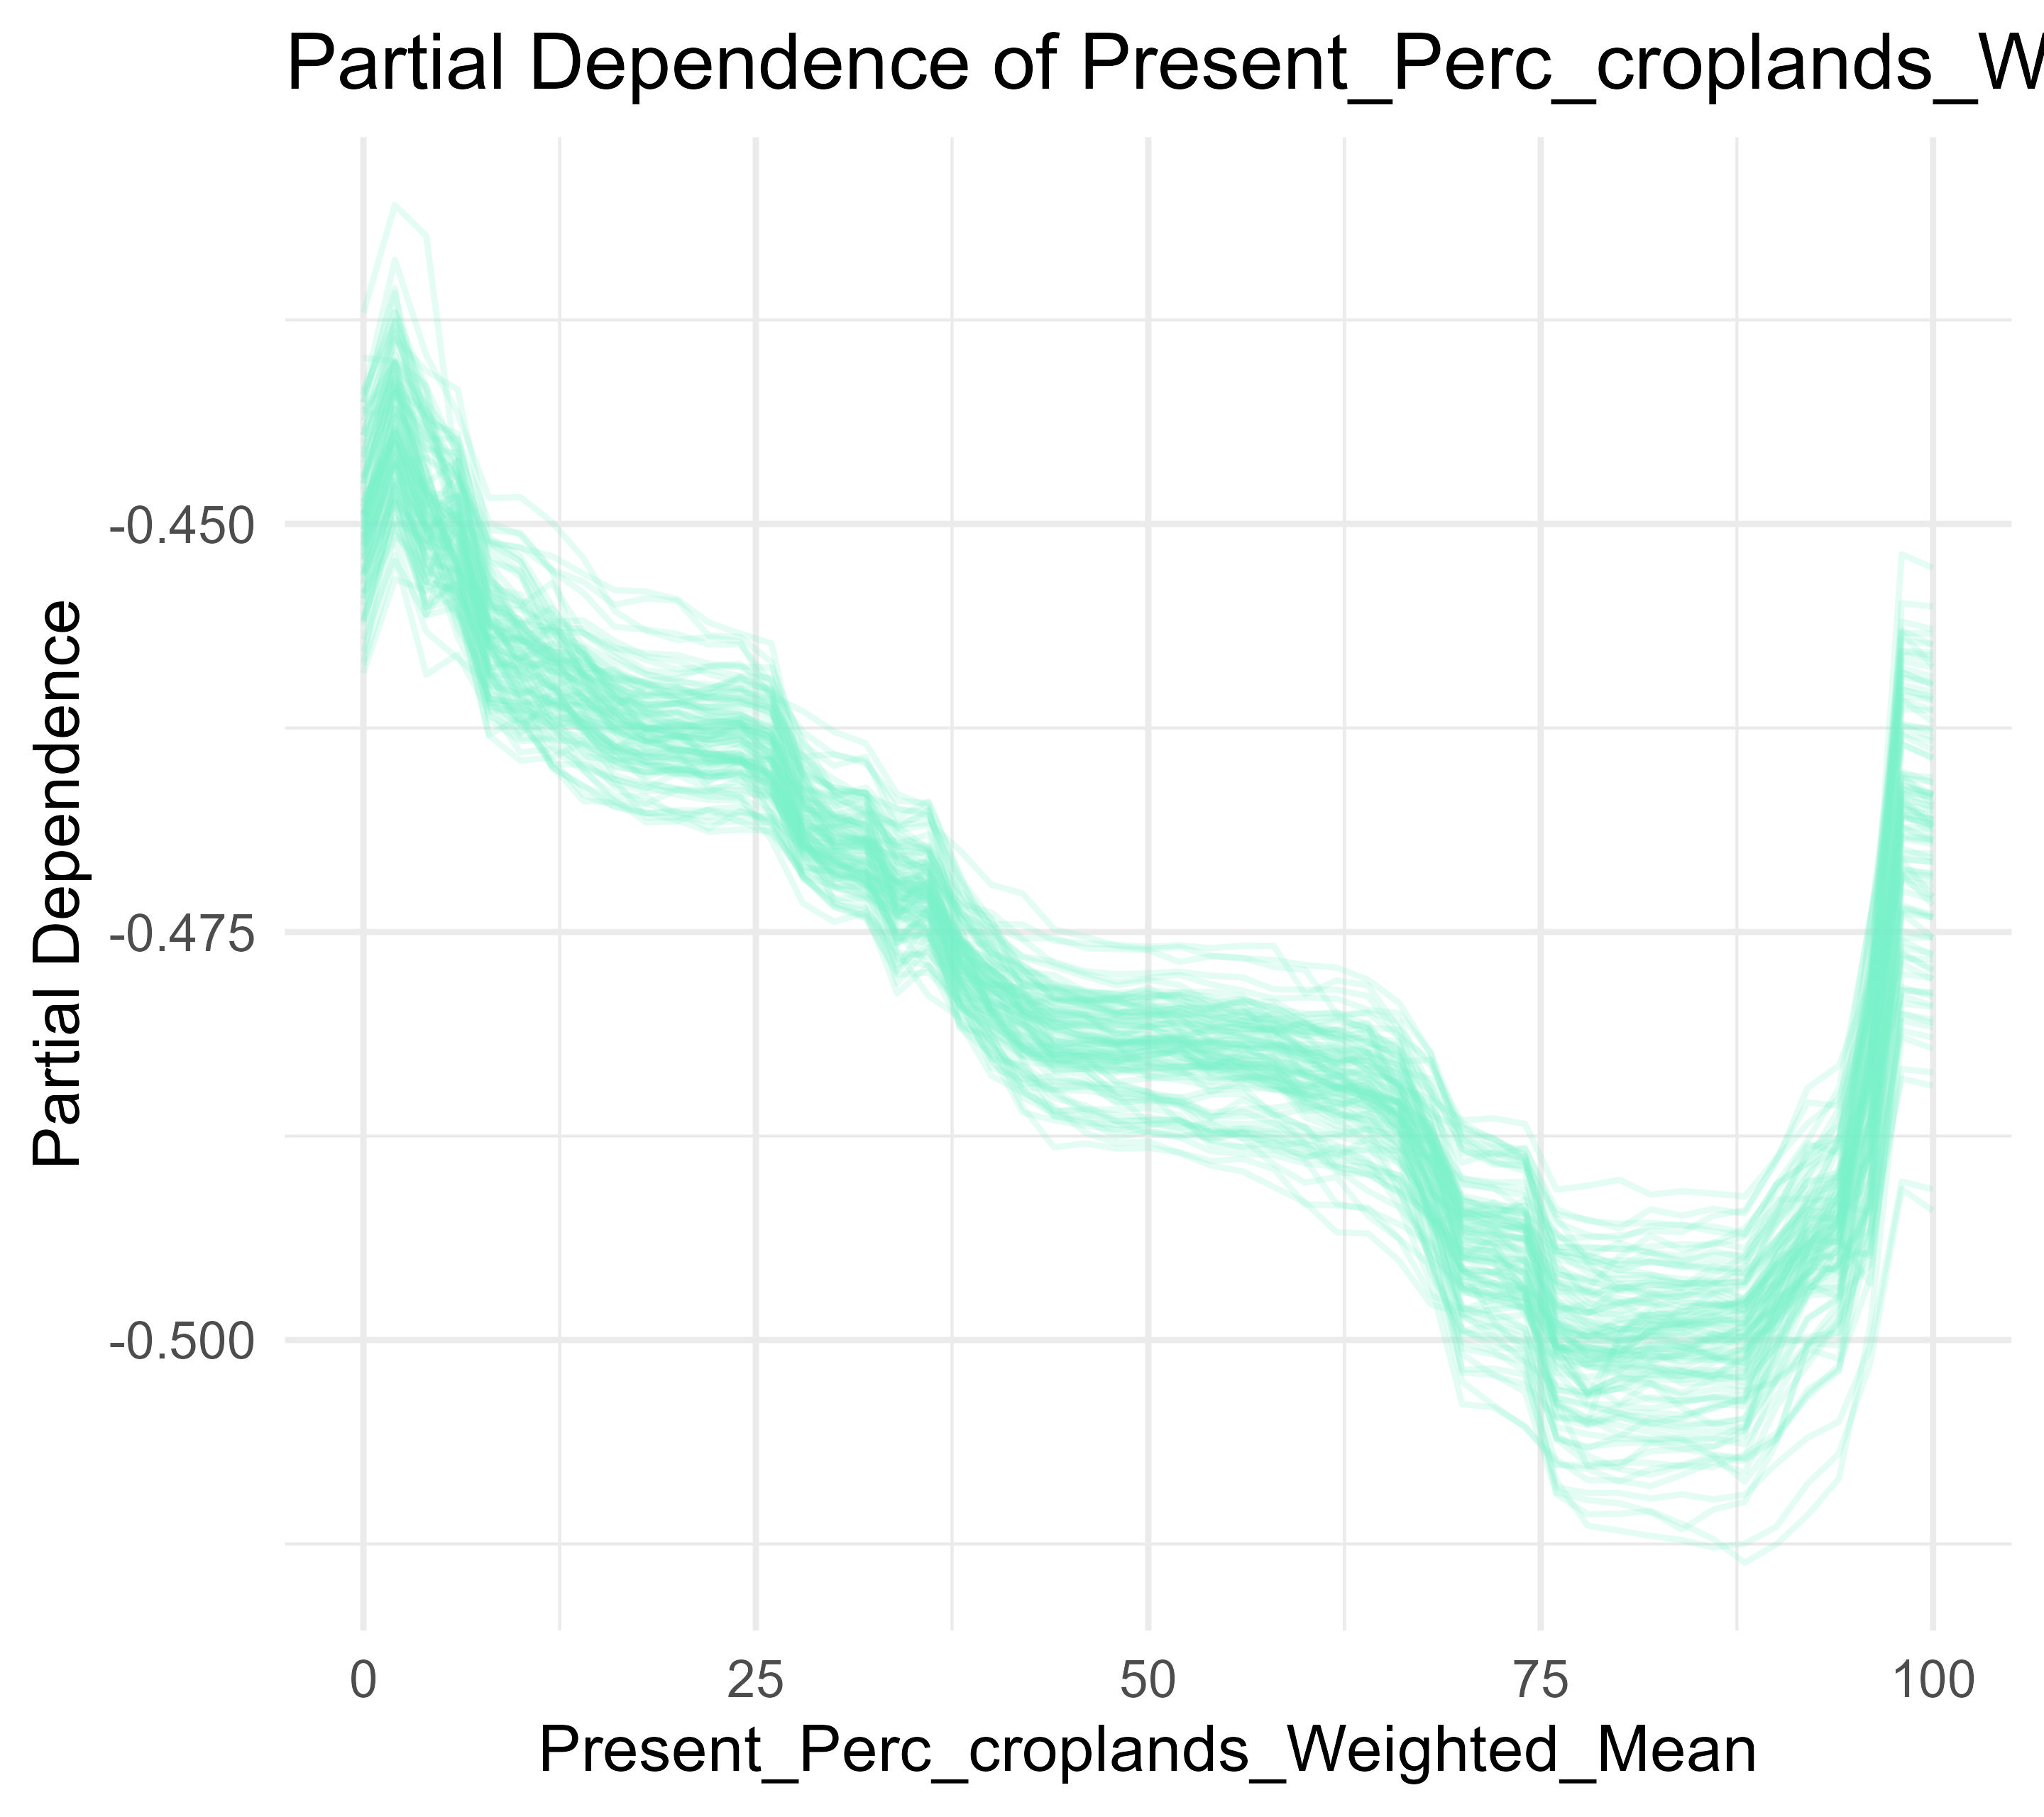 Partial Dependence of Present_Perc_croplands_W
Partial Dependence
-0.450
-0.475
-0.500
0 25 50 75 100
Present_Perc_croplands_Weighted_Mean